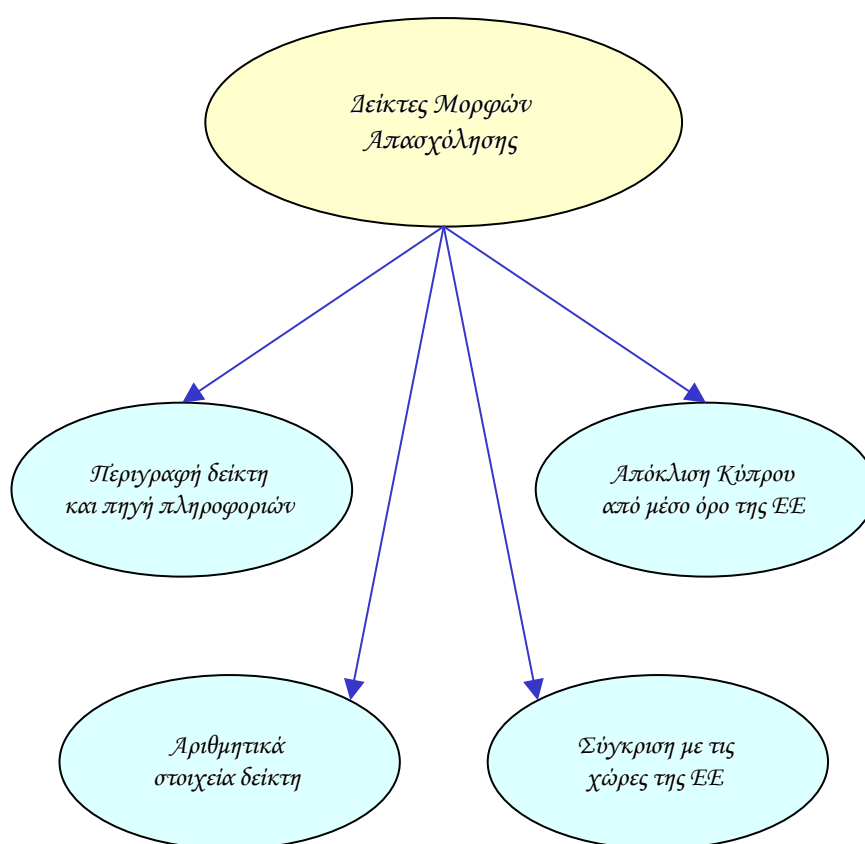 Δείκτες Μορφών
Απασχόλησης
Περιγραφή δείκτη
και πηγή πληροφοριών
Απόκλιση Κύπρου
από μέσο όρο της ΕΕ
Αριθμητικά
στοιχεία δείκτη
Σύγκριση με τις
χώρες της ΕΕ